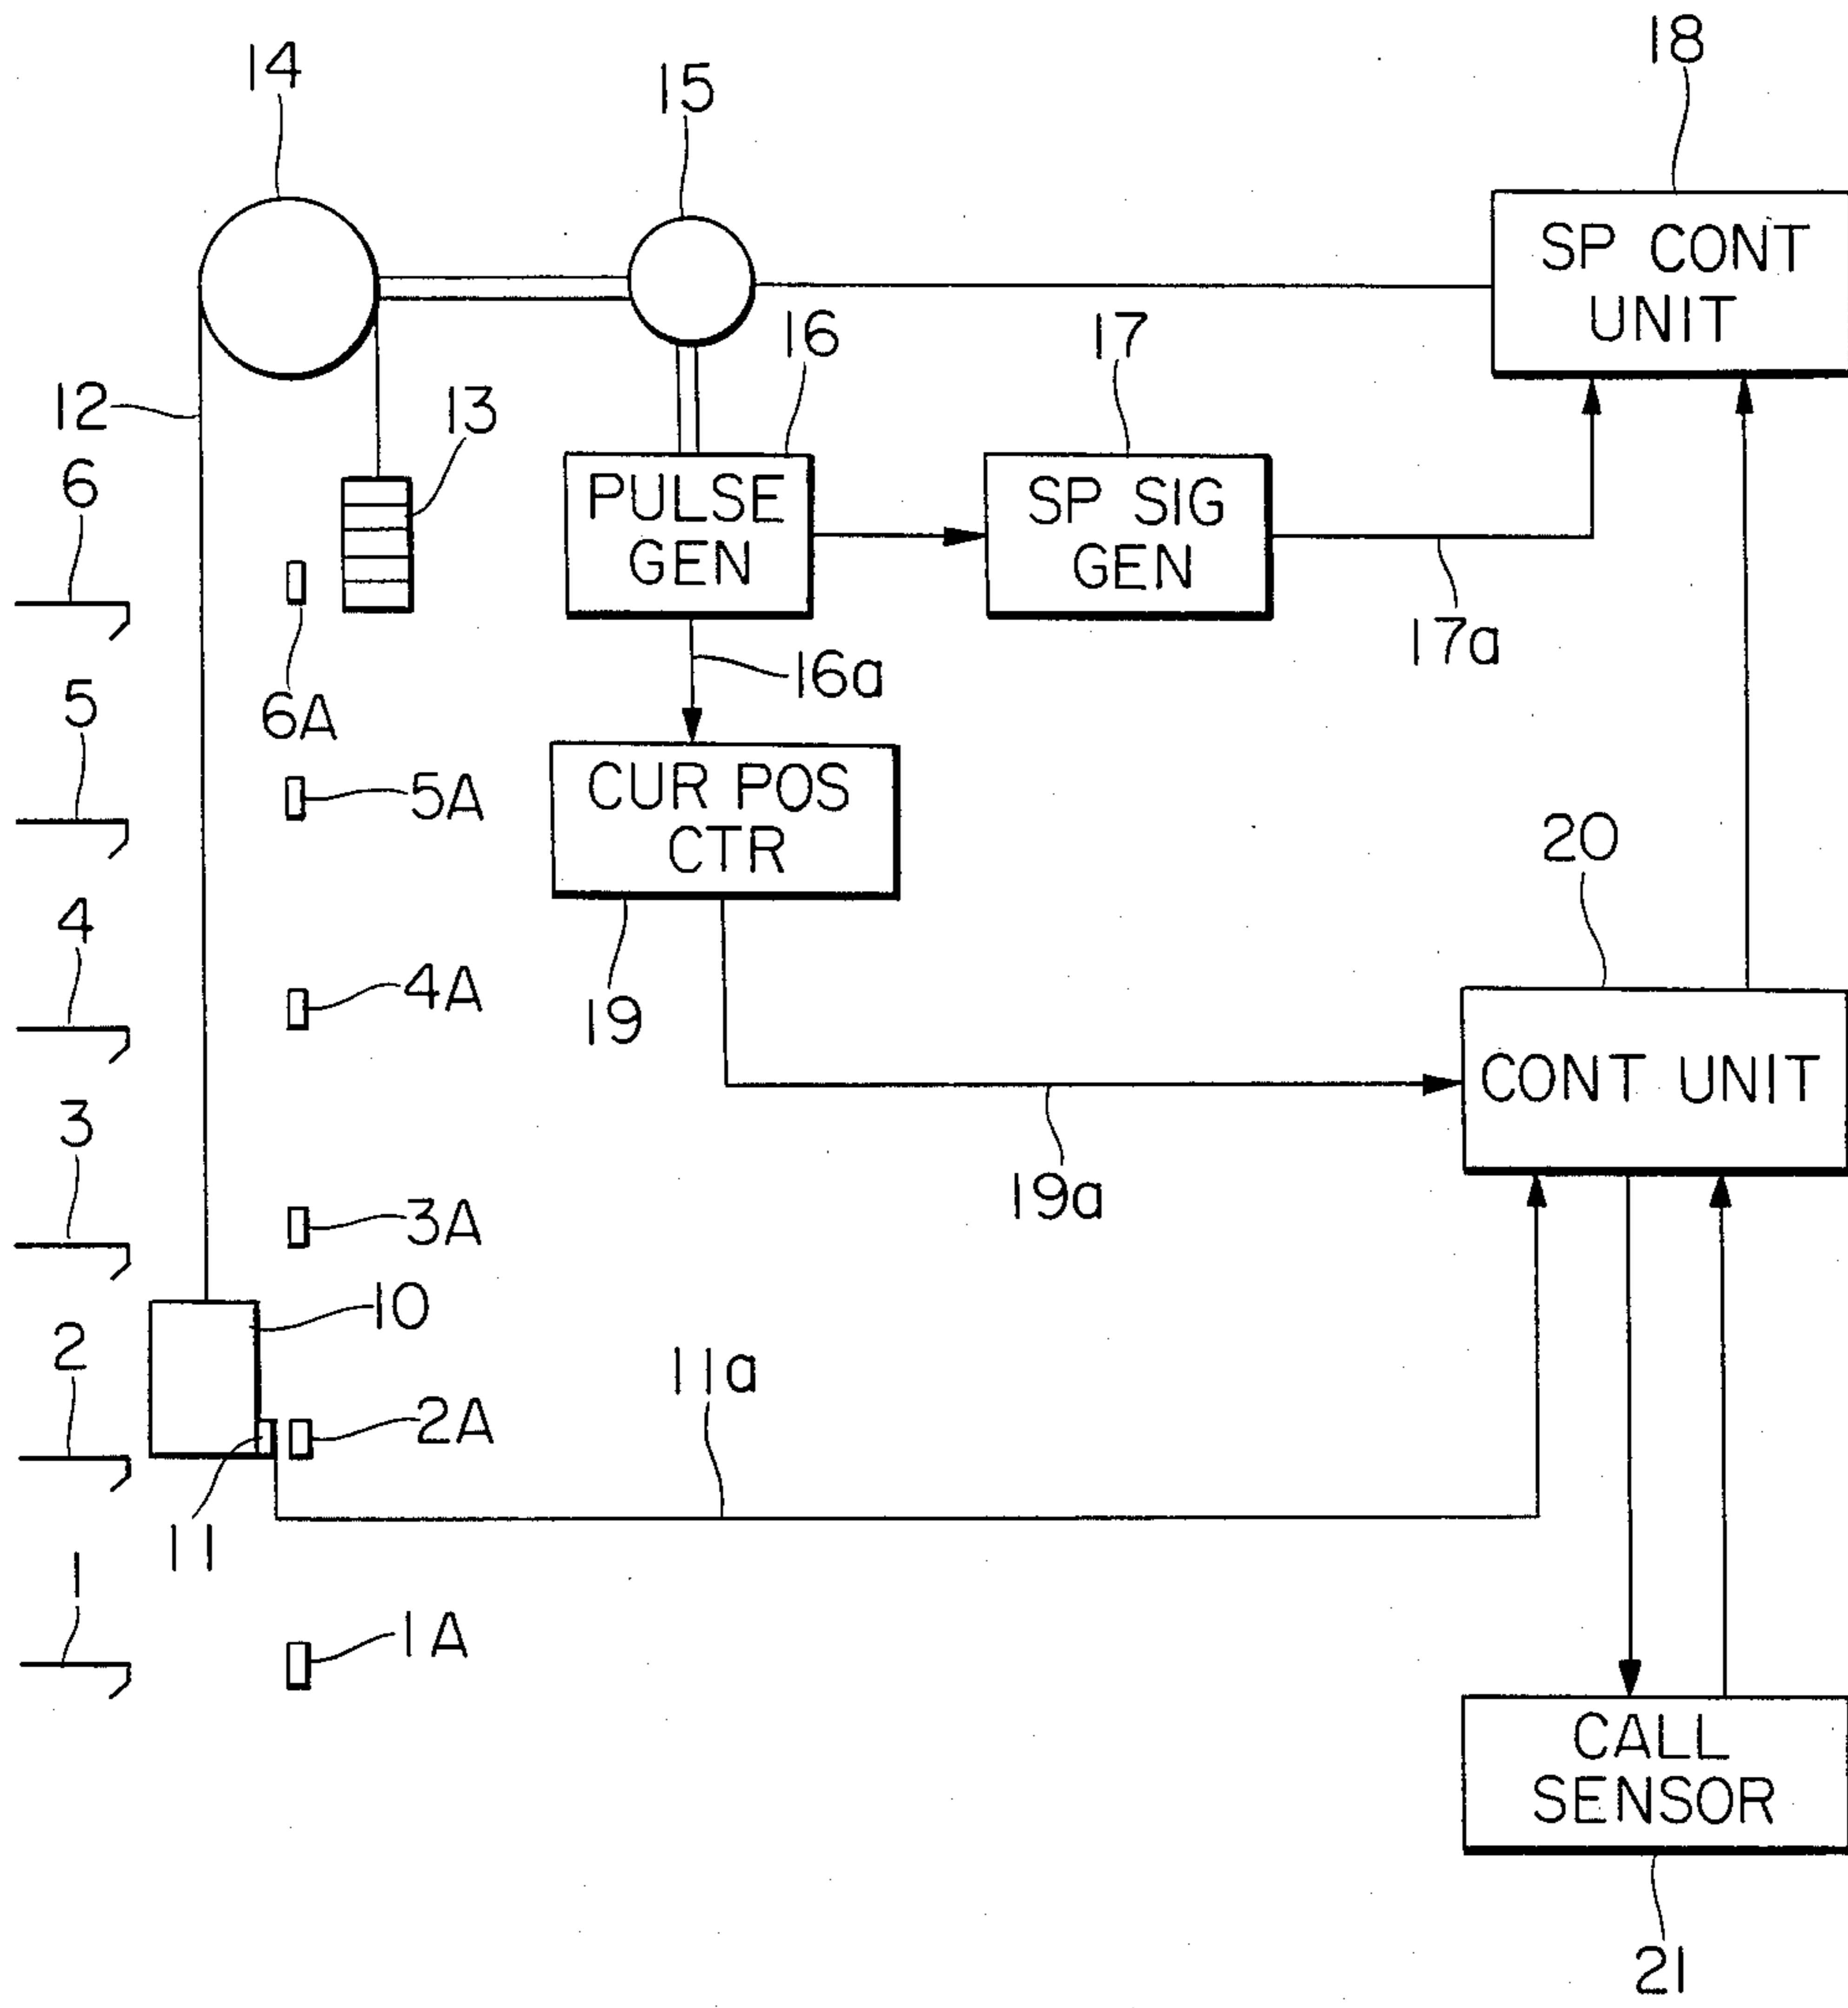 14
15
18
SP CONT
UNIT
16
17
12
13
6
PULSE
GEN
SP SIG
GEN
17a
16a
6A
5
5A
CUR POS
CTR
20
4
4A
19
CONT UNIT
3
3A
19a
10
2
11a
2A
11
1
1A
CALL
SENSOR
21